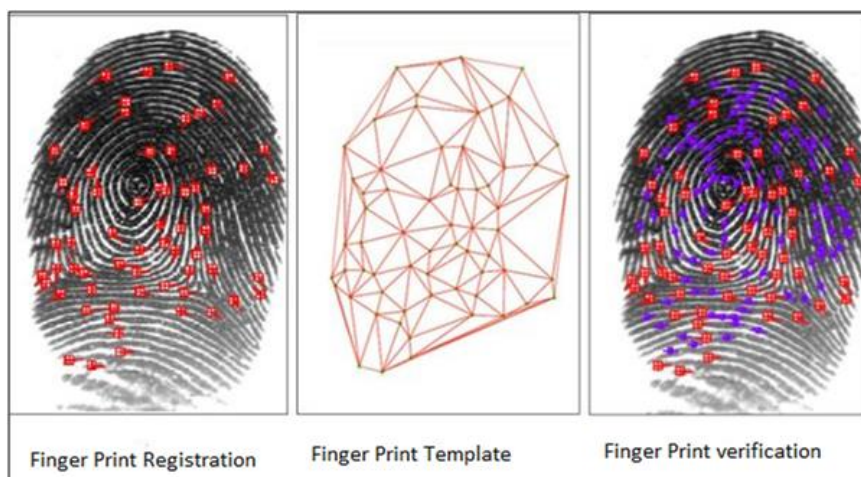 Finger Print Registration
Finger Print Template
Finger Print verification